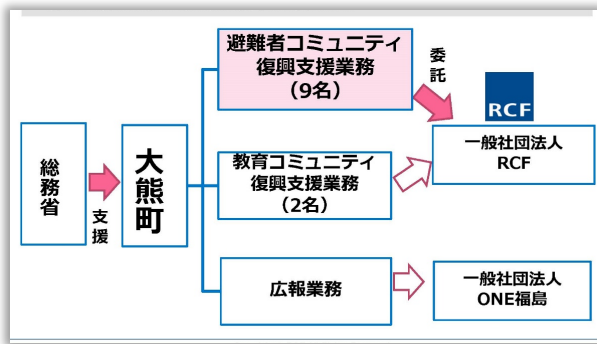 総務省
支援
大熊町
避難者コミュニティ
復興支援業務
（9名）
委託
RCF
一般社団法人
RCF
教育コミュニティ
復興支援業務
（2名）
広報業務
一般社団法人
ONE福島